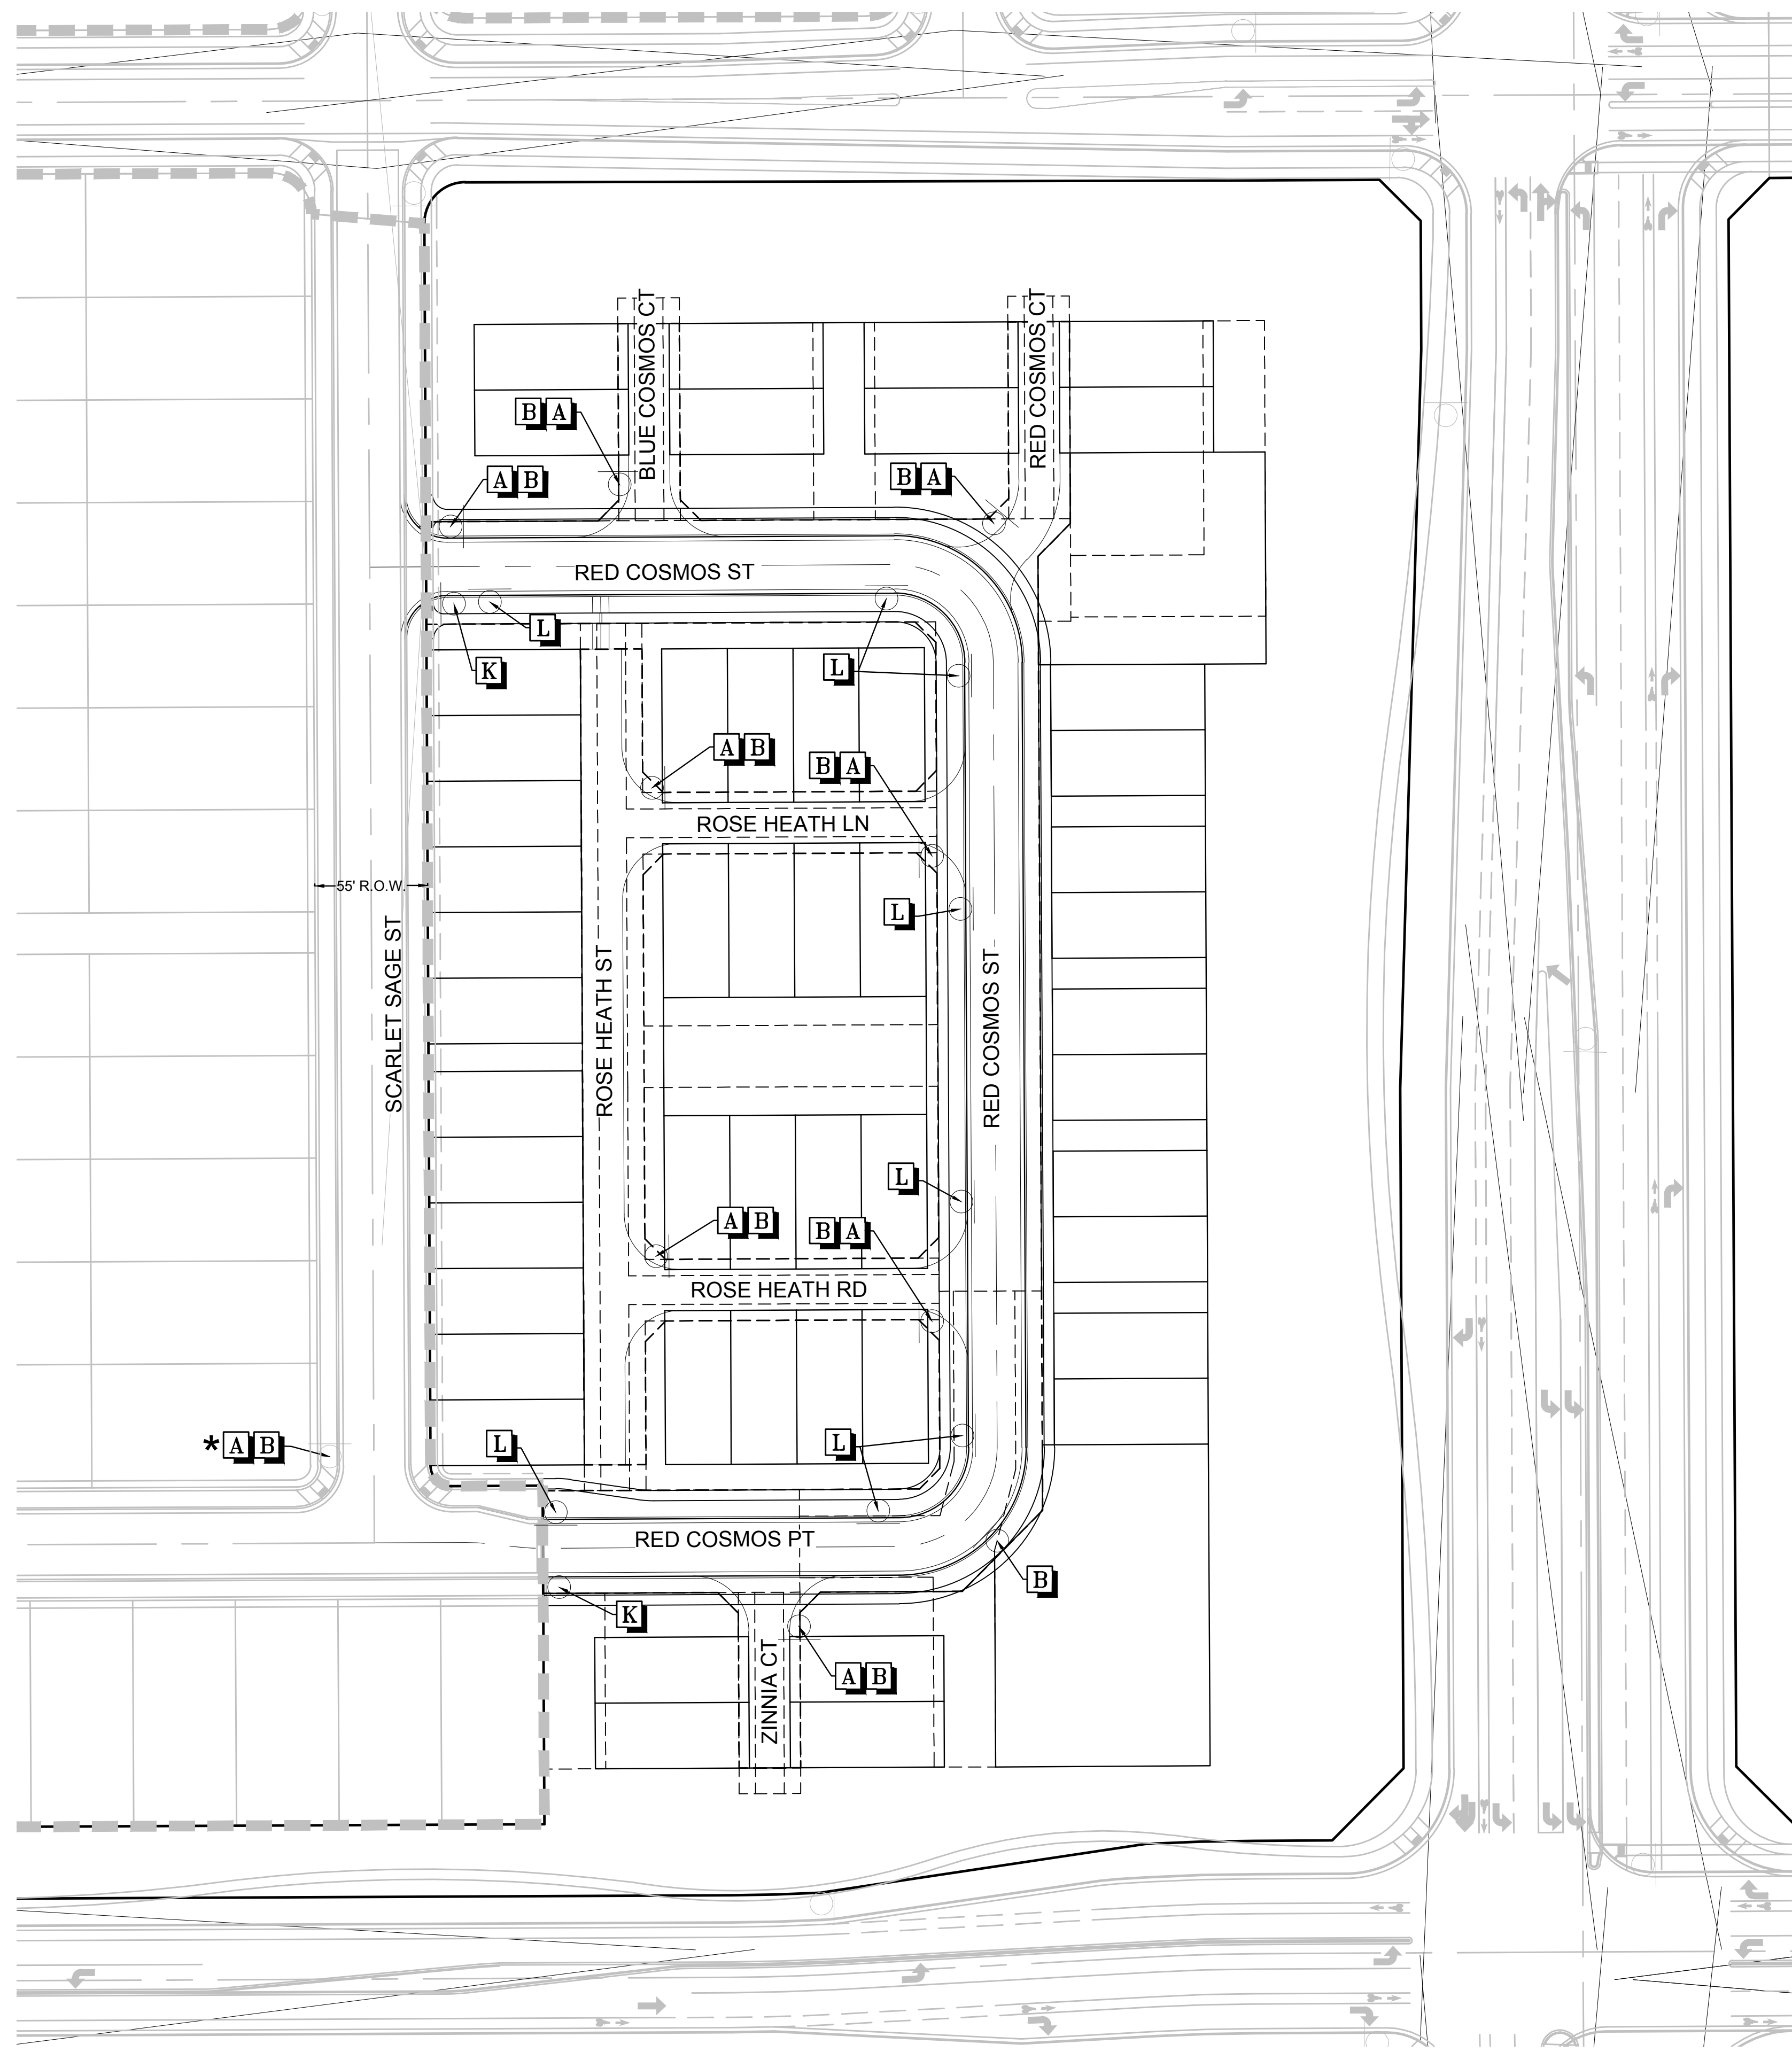 BLUE COSMOS CT
RED COSMOS CT
B A
A B
B A
RED COSMOS ST
L
K
L
A B
B A
ROSE HEATH LN
55' R.O.W.
L
SCARLET SAGE ST
ROSE HEATH ST
RED COSMOS ST
L
A B
B A
ROSE HEATH RD
* A B
L
L
RED COSMOS PT
B
K
ZINNIA CT
A B